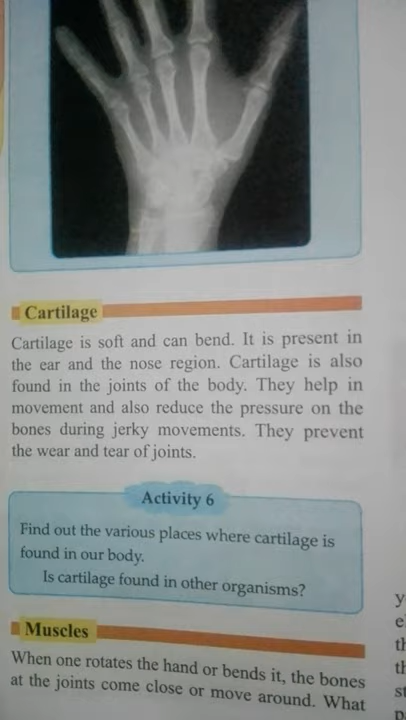 Cartilage
Cartilage is soft and can bend. It is present in
the ear and the nose region. Cartilage is also
found in the joints of the body. They help in
movement and also reduce the pressure on the
bones during jerky movements. They prevent
the wear and tear of joints.
Activity 6
Find out the various places where cartilage is
found in our body.
Is cartilage found in other organisms?
Muscles
When one rotates the hand or bends it, the bones
at the joints come close or move around. What